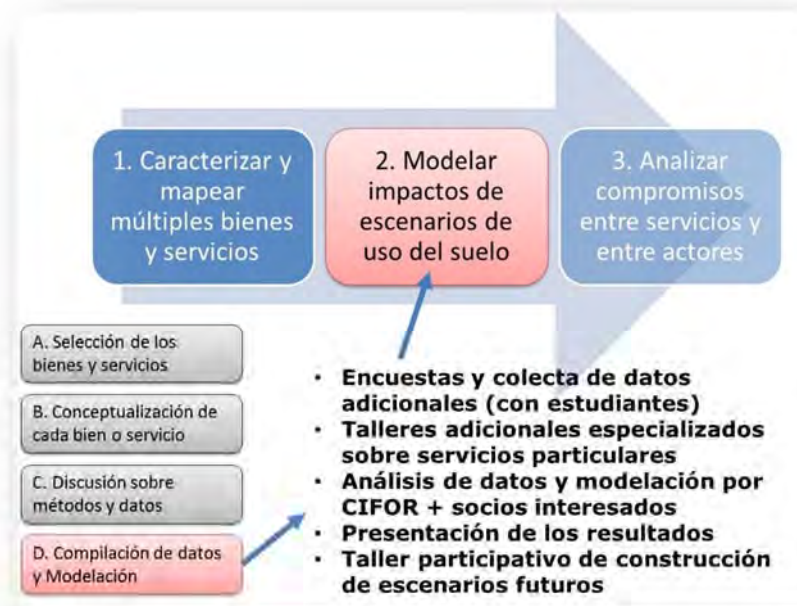 1. Caracterizar y
mapear
múltiples bienes
y servicios
2. Modelar
impactos de
escenarios de
uso del suelo
3. Analizar
compromisos
entre servicios y
entre actores
A. Selección de los
bienes y servicios
B. Conceptualización de
cada bien o servicio
C. Discusión sobre
métodos y datos
D. Compilación de datos
y Modelación
• Encuestas y colecta de datos
adicionales (con estudiantes)
• Talleres adicionales especializados
sobre servicios particulares
• Análisis de datos y modelación por
CIFOR + socios interesados
• Presentación de los resultados
• Taller participativo de construcción
de escenarios futuros